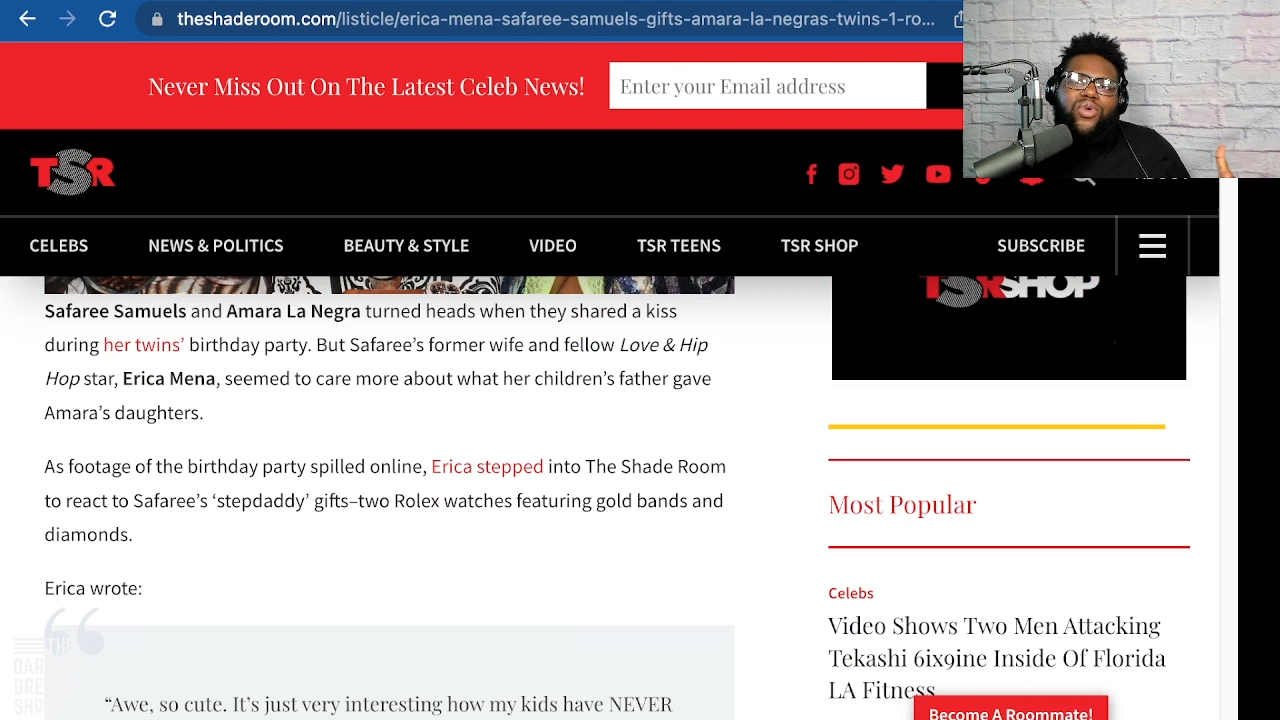 theshaderoom.com/listicle/erica-mena-safaree-samuels-gifts-amara-la-negras-twins-1-ro...
Never Miss Out On The Latest Celeb News!
Enter your Email address
TSR
CELEBS
NEWS & POLITICS
BEAUTY & STYLE
VIDEO
TSR TEENS
TSR SHOP
SUBSCRIBE
Safaree Samuels and Amara La Negra turned heads when they shared a kiss
during her twins’ birthday party. But Safaree’s former wife and fellow Love & Hip
Hop star, Erica Mena, seemed to care more about what her children’s father gave
Amara’s daughters.
As footage of the birthday party spilled online, Erica stepped into The Shade Room
to react to Safaree’s ‘stepdaddy’ gifts–two Rolex watches featuring gold bands and
diamonds.
Erica wrote:
“Awe, so cute. It’s just very interesting how my kids have NEVER
TSRSHOP
Most Popular
Celebs
Video Shows Two Men Attacking
Tekashi 6ix9ine Inside Of Florida
LA Fitness
Become A Roommate!
THE